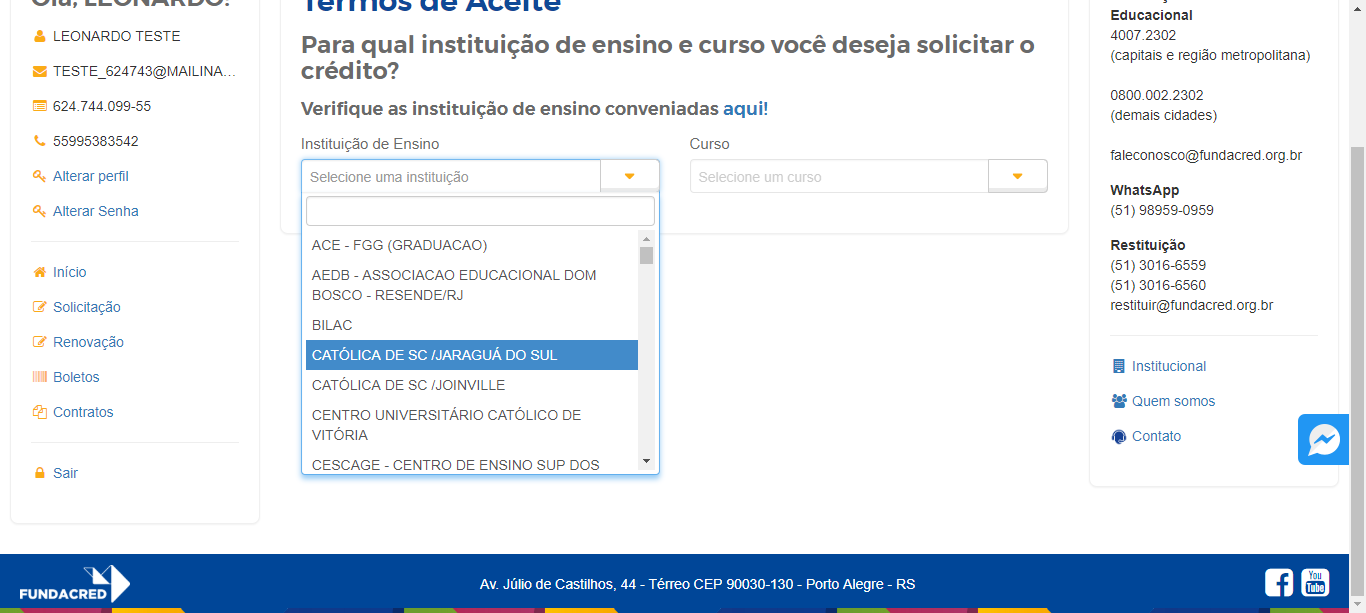 Olá, LEONARDO!
LEONARDO TESTE
TESTE_624743@MAILINA...
624.744.099-55
55995383542
Alterar perfil
Alterar Senha
Início
Solicitação
Renovação
Boletos
Contratos
Sair
Termos de Aceite
Para qual instituição de ensino e curso você deseja solicitar o
crédito?
Verifique as instituição de ensino conveniadas aqui!
Instituição de Ensino
Selecione uma instituição
ACE - FGG (GRADUACAO)
AEDB - ASSOCIACAO EDUCACIONAL DOM
BOSCO - RESENDE/RJ
BILAC
CATÓLICA DE SC /JARAGUÁ DO SUL
CATÓLICA DE SC /JOINVILLE
CENTRO UNIVERSITÁRIO CATÓLICO DE
VITÓRIA
CESCAGE - CENTRO DE ENSINO SUP DOS
Curso
Selecione um curso
Educacional
4007.2302
(capitais e região metropolitana)
0800.002.2302
(demais cidades)
faleconosco@fundacred.org.br
WhatsApp
(51) 98959-0959
Restituição
(51) 3016-6559
(51) 3016-6560
restituir@fundacred.org.br
Institucional
Quem somos
Contato
FUNDACRED
Av. Júlio de Castilhos, 44 - Térreo CEP 90030-130 - Porto Alegre - RS
You
Tube